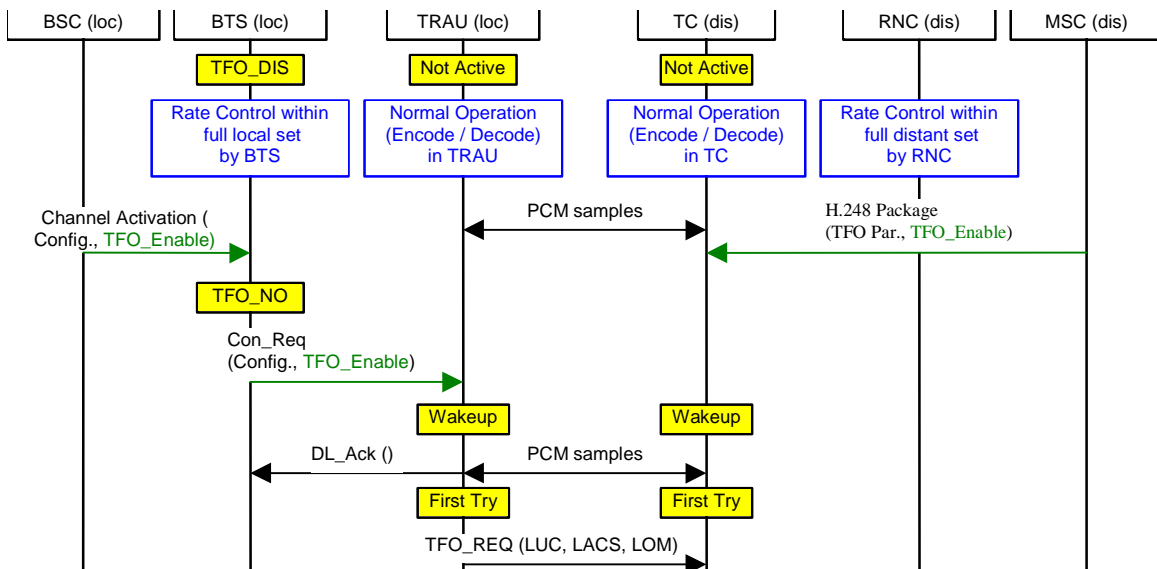 BSC (loc)
BTS (loc)
TRAU (loc)
TC (dis)
RNC (dis)
MSC (dis)
TFO_DIS
Not Active
Not Active
Rate Control within
full local set
by BTS
Normal Operation
(Encode / Decode)
in TRAU
Normal Operation
(Encode / Decode)
in TC
Rate Control within
full distant set
by RNC
Channel Activation (
Config., TFO_Enable)
PCM samples
H.248 Package
(TFO Par., TFO_Enable)
TFO_NO
Con_Req
(Config., TFO_Enable)
Wakeup
Wakeup
DL_Ack ()
PCM samples
First Try
First Try
TFO_REQ (LUC, LACS, LOM)